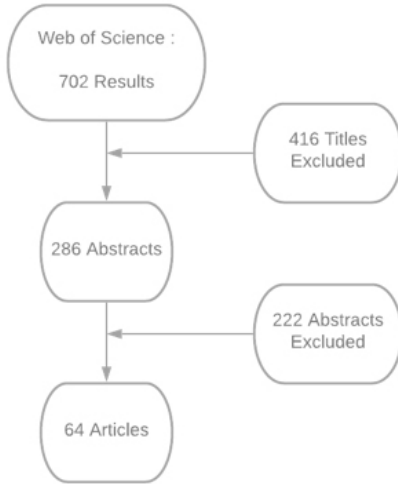 Web of Science :
702 Results
416 Titles
Excluded
286 Abstracts
222 Abstracts
Excluded
64 Articles